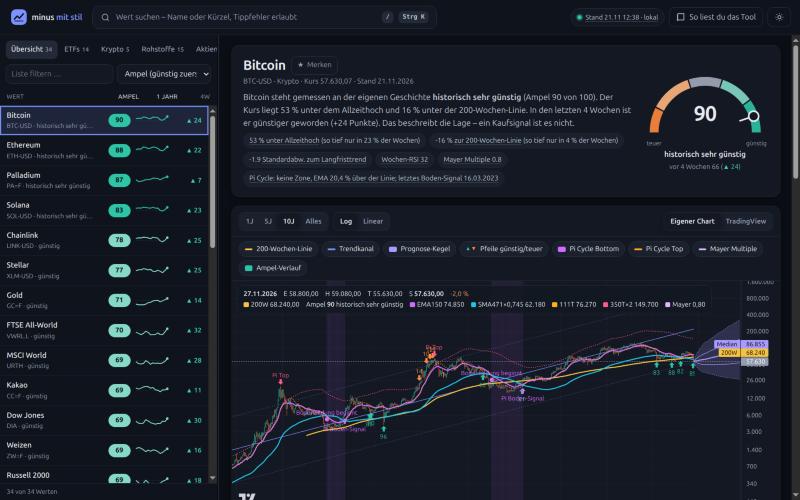 minus mit stil
Wert suchen – Name oder Kürzel, Tippfehler erlaubt
/
Strg K
Stand 21.11 12:38 · lokal
So liest du das Tool
Übersicht 34
ETFs 14
Krypto 5
Rohstoffe 15
Aktien
Liste filtern …
Ampel (günstig zuers
WERT
AMPEL
1 JAHR
4W
Bitcoin
BTC-USD · historisch sehr gü…
90
▲ 24
Ethereum
ETH-USD · historisch sehr gü…
88
▲ 22
Palladium
PA=F · historisch sehr günstig
87
▲ 7
Solana
SOL-USD · historisch sehr gü…
83
▲ 23
Chainlink
LINK-USD · günstig
78
▲ 25
Stellar
XLM-USD · günstig
77
▲ 25
Gold
GC=F · günstig
71
▲ 14
FTSE All-World
VWRL.L · günstig
70
▲ 32
MSCI World
URTH · günstig
69
▲ 28
Kakao
CC=F · günstig
69
▲ 11
Dow Jones
DIA · günstig
69
▲ 30
Weizen
ZW=F · günstig
69
▲ 16
Russell 2000
69
▲ 18
34 von 34 Werten
Bitcoin
★ Merken
BTC-USD · Krypto · Kurs 57.630,07 · Stand 21.11.2026
Bitcoin steht gemessen an der eigenen Geschichte historisch sehr günstig (Ampel 90 von 100). Der
Kurs liegt 53 % unter dem Allzeithoch und 16 % unter der 200-Wochen-Linie. In den letzten 4 Wochen ist
er günstiger geworden (+24 Punkte). Das beschreibt die Lage – ein Kaufsignal ist es nicht.
53 % unter Allzeithoch (so tief nur in 23 % der Wochen)
-16 % zur 200-Wochen-Linie (so tief nur in 4 % der Wochen)
-1.9 Standardabw. zum Langfristtrend
Wochen-RSI 32
Mayer Multiple 0.8
Pi Cycle: keine Zone, EMA 20,4 % über der Linie; letztes Boden-Signal 16.03.2023
90
teuer
günstig
historisch sehr günstig
vor 4 Wochen 66 (▲ 24)
1J
5J
10J
Alles
Log
Linear
Eigener Chart
TradingView
200-Wochen-Linie
Trendkanal
Prognose-Kegel
Pfeile günstig/teuer
Pi Cycle Bottom
Pi Cycle Top
Mayer Multiple
Ampel-Verlauf
27.11.2026 E 58.800,00 H 59.080,00 T 55.630,00 S 57.630,00 -2,0 %
200W 68.240,00 Ampel 90 historisch sehr günstig EMA150 74.850 SMA471×0,745 62.180 111T 76.270 350T×2 149.700 Mayer 0,80
1.600.000
800.000
400.000
200.000
Median 86.855
200W 68.240
57.630
26.000
12.000
6.000
3.000
1.400
700
340
Pi Top
Pi Top
Pi Boden-Signal
96
83
88
82
85